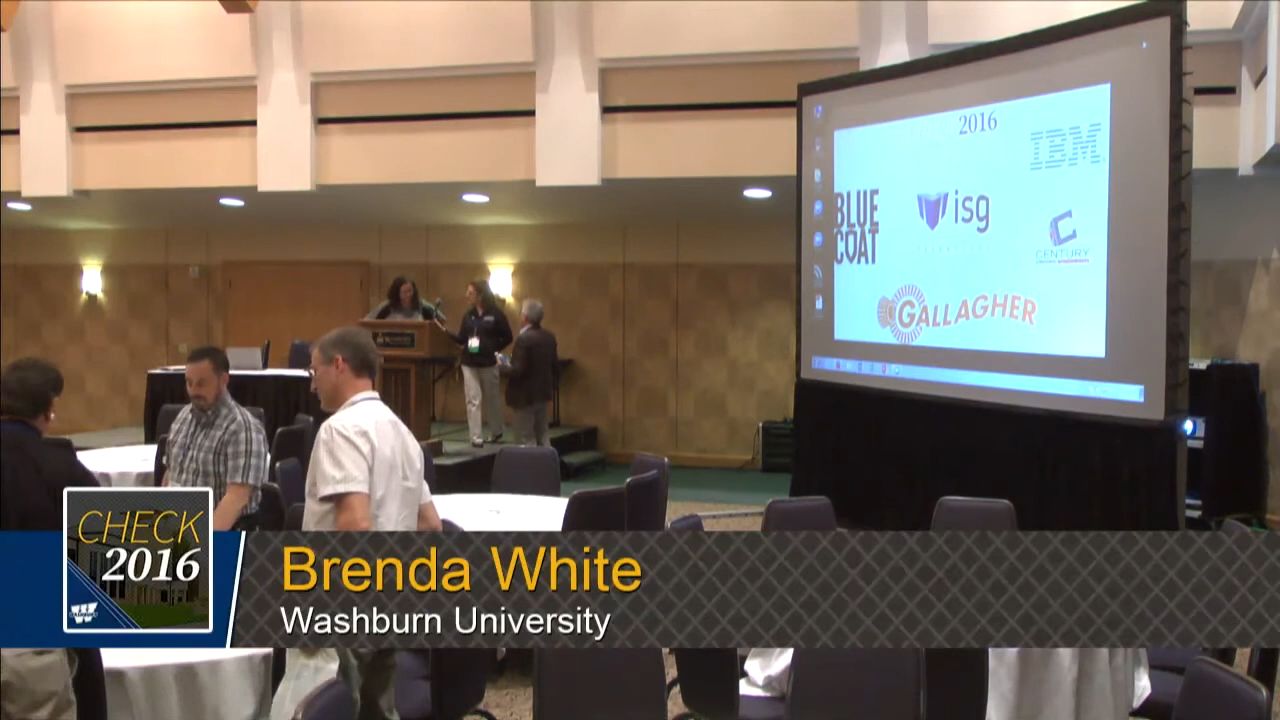 2016
IBM
BLUE
COAT
isg
CENTURY
GALLAGHER
CHECK
2016
Brenda White
Washburn University